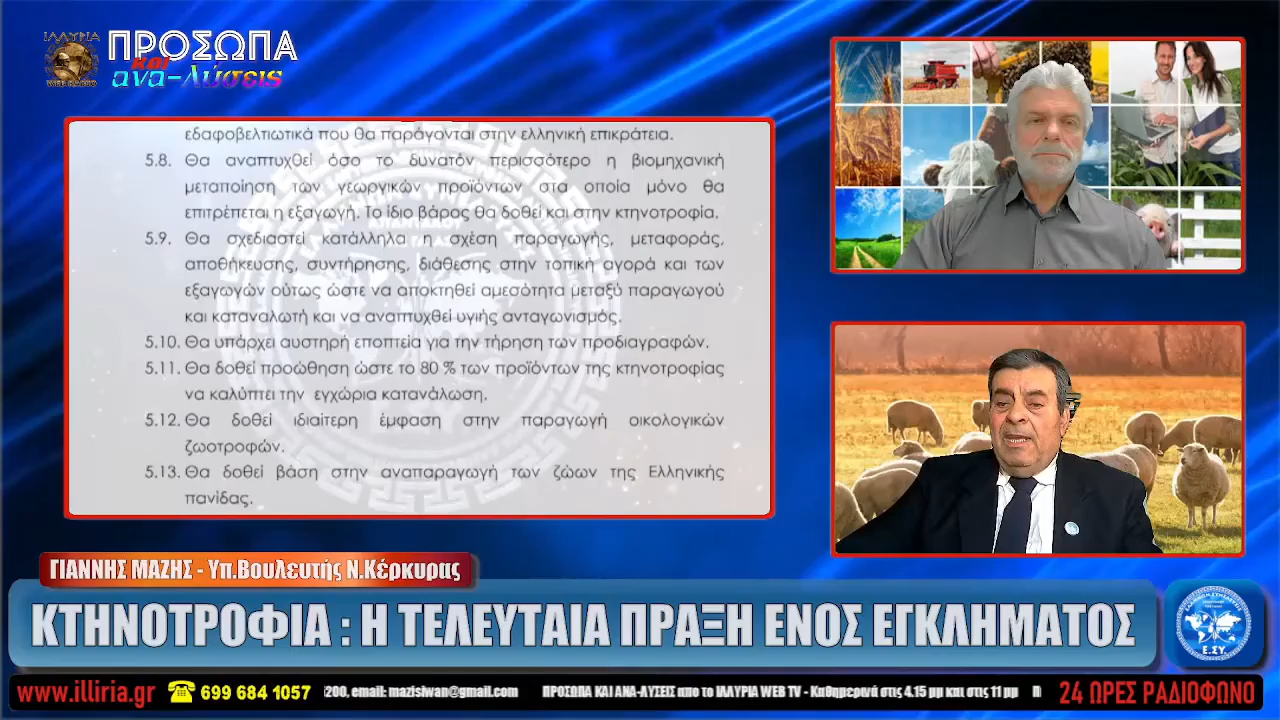 ΙΛΛΥΡΙΑ
WEB RADIO
ΠΡΟΣΩΠΑ
και
ανα-Λύσεις
εδαφοβελτιωτικά που θα παράγονται στην ελληνική επικράτεια.
5.8. Θα αναπτυχθεί όσο το δυνατόν περισσότερο η βιομηχανική
μεταποίηση των γεωργικών προϊόντων στα οποία μόνο θα
επιτρέπεται η εξαγωγή. Το ίδιο βάρος θα δοθεί και στην κτηνοτροφία.
5.9. Θα σχεδιαστεί κατάλληλα η σχέση παραγωγής, μεταφοράς,
αποθήκευσης, συντήρησης, διάθεσης στην τοπική αγορά και των
εξαγωγών ούτως ώστε να αποκτηθεί αμεσότητα μεταξύ παραγωγού
και καταναλωτή και να αναπτυχθεί υγιής ανταγωνισμός.
5.10. Θα υπάρχει αυστηρή εποπτεία για την τήρηση των προδιαγραφών.
5.11. Θα δοθεί προώθηση ώστε το 80 % των προϊόντων της κτηνοτροφίας
να καλύπτει την εγχώρια κατανάλωση.
5.12. Θα δοθεί ιδιαίτερη έμφαση στην παραγωγή οικολογικών
ζωοτροφών.
5.13. Θα δοθεί βάση στην αναπαραγωγή των ζώων της Ελληνικής
πανίδας.
ΓΙΑΝΝΗΣ ΜΑΖΗΣ - Υπ.Βουλευτής Ν.Κέρκυρας
ΚΤΗΝΟΤΡΟΦΙΑ : Η ΤΕΛΕΥΤΑΙΑ ΠΡΑΞΗ ΕΝΟΣ ΕΓΚΛΗΜΑΤΟΣ
ΕΛΛΗΝΩΝ ΣΥΝΕΛΕΥΣΙΣ
Ε.ΣΥ.
www.illiria.gr 699 684 1057 200, email: mazisiwan@gmail.com ΠΡΟΣΩΠΑ ΚΑΙ ΑΝΑ-ΛΥΣΕΙΣ απο το ΙΛΛΥΡΙΑ WEB TV - Καθημερινά στις 4.15 μμ και στις 11 μμ 24 ΩΡΕΣ ΡΑΔΙΟΦΩΝΟ